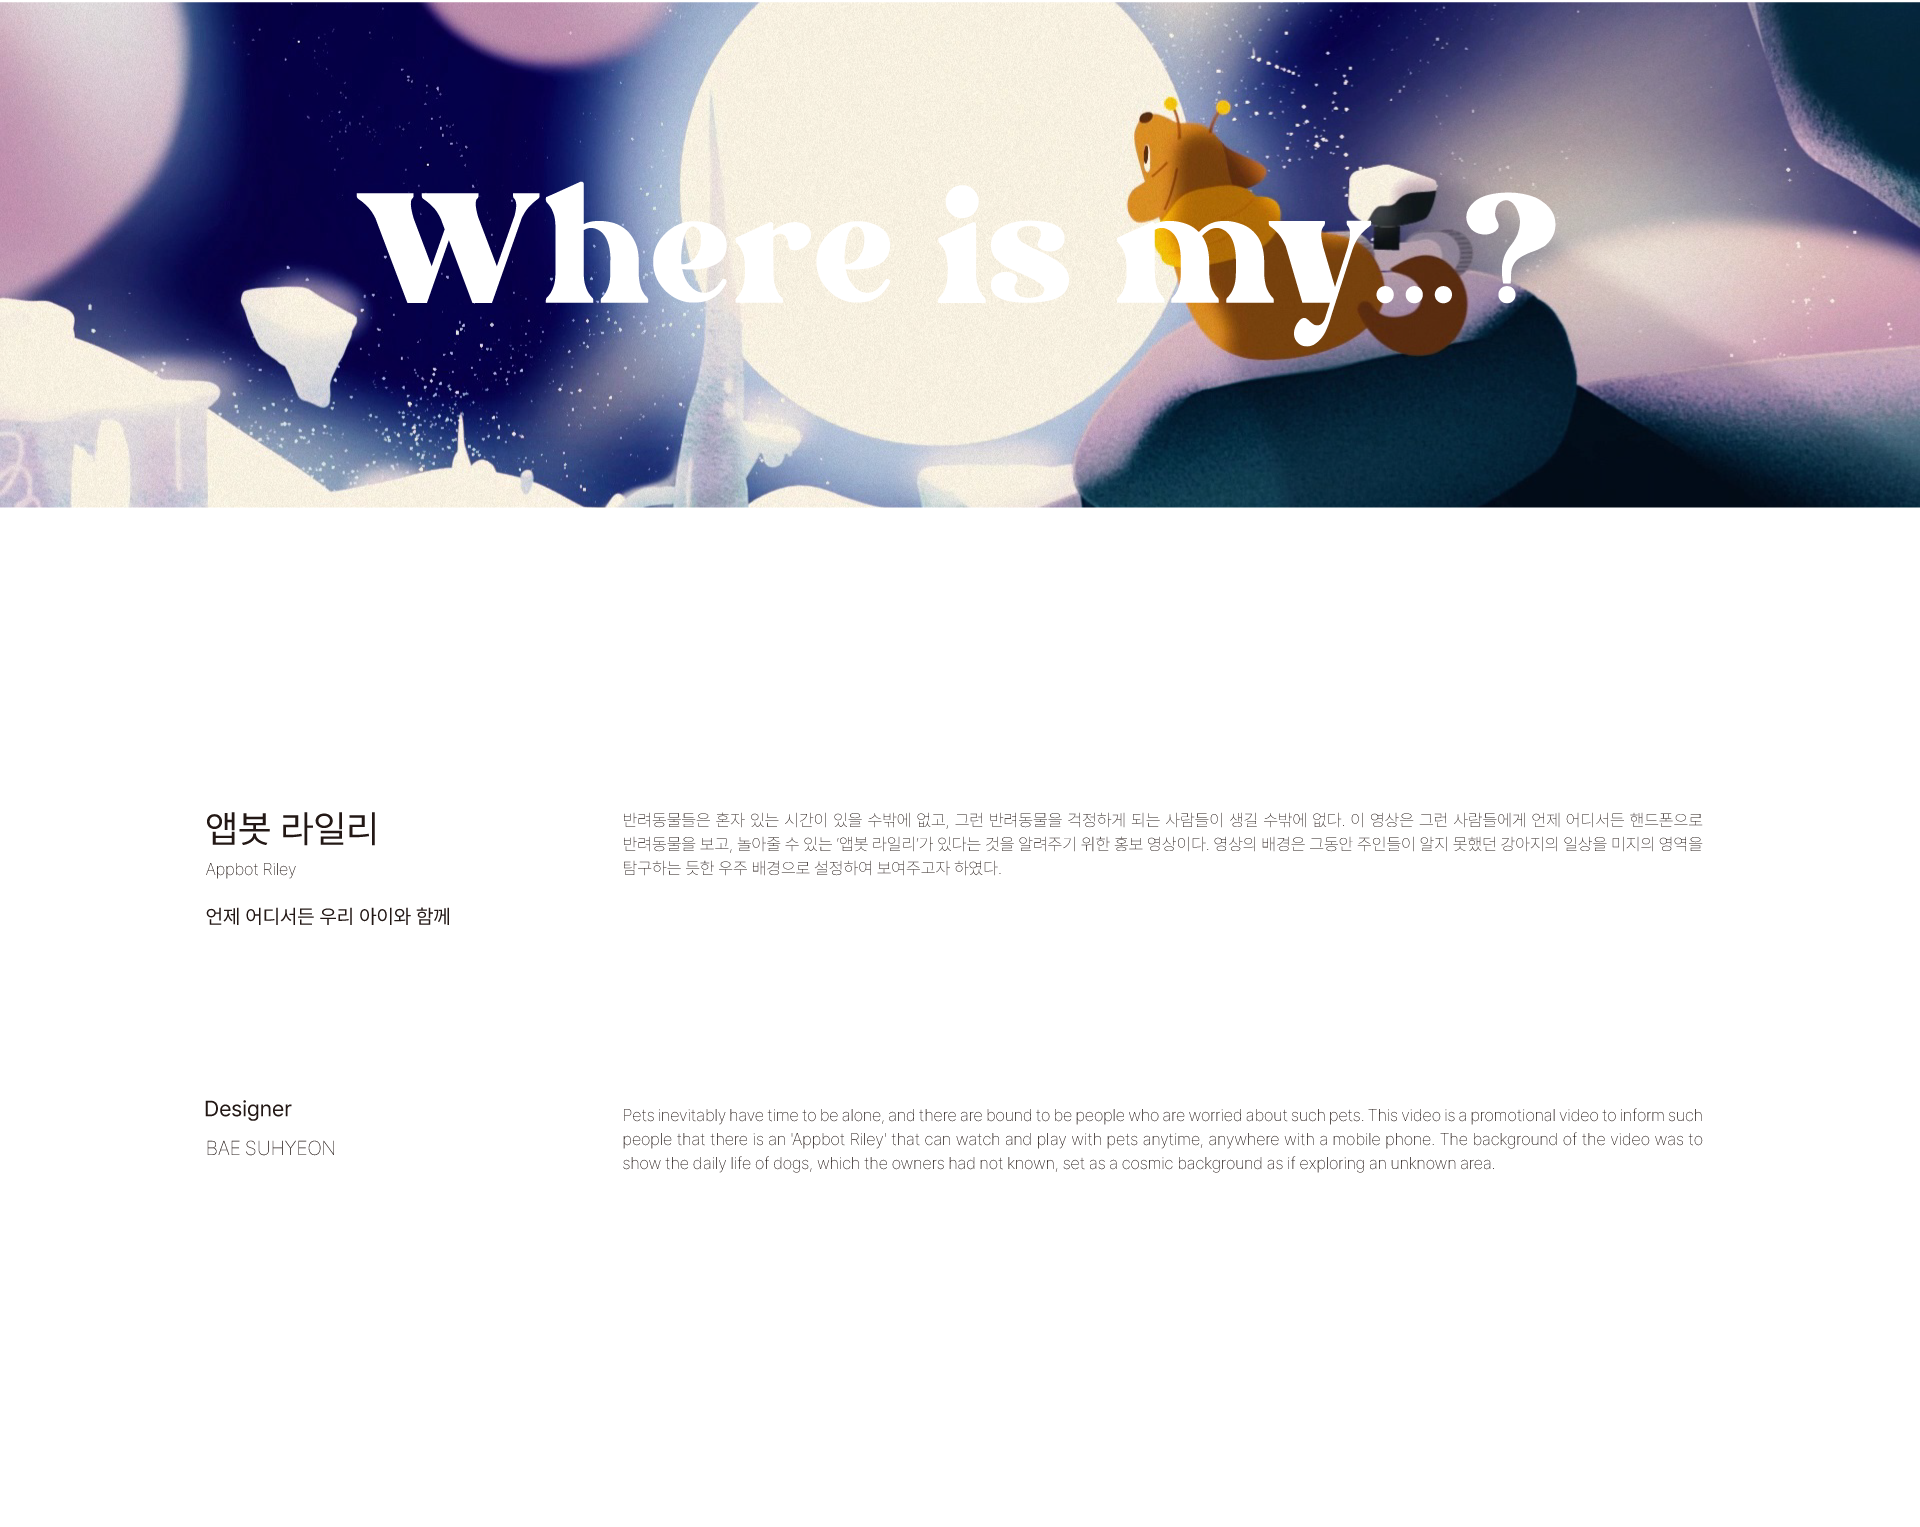 Where is my...?
앱봇 라일리
Appbot Riley
언제 어디서든 우리 아이와 함께
반려동물들은 혼자 있는 시간이 있을 수밖에 없고, 그런 반려동물을 걱정하게 되는 사람들이 생길 수밖에 없다. 이 영상은 그런 사람들에게 언제 어디서든 핸드폰으로
반려동물을 보고, 놀아줄 수 있는 '앱봇 라일리'가 있다는 것을 알려주기 위한 홍보 영상이다. 영상의 배경은 그동안 주인들이 알지 못했던 강아지의 일상을 미지의 영역을
탐구하는 듯한 우주 배경으로 설정하여 보여주고자 하였다.
Designer
BAE SUHYEON
Pets inevitably have time to be alone, and there are bound to be people who are worried about such pets. This video is a promotional video to inform such
people that there is an 'Appbot Riley' that can watch and play with pets anytime, anywhere with a mobile phone. The background of the video was to
show the daily life of dogs, which the owners had not known, set as a cosmic background as if exploring an unknown area.